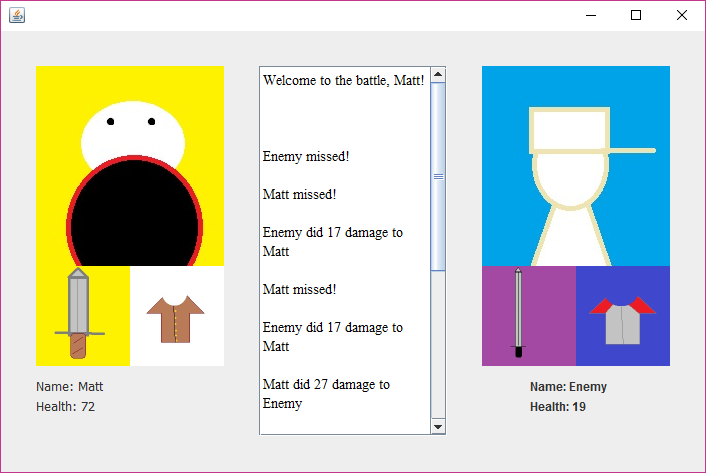 Welcome to the battle, Matt!
Enemy missed!
Matt missed!
Enemy did 17 damage to
Matt
Matt missed!
Enemy did 17 damage to
Matt
Matt did 27 damage to
Enemy
Name: Matt
Health: 72
Name: Enemy
Health: 19